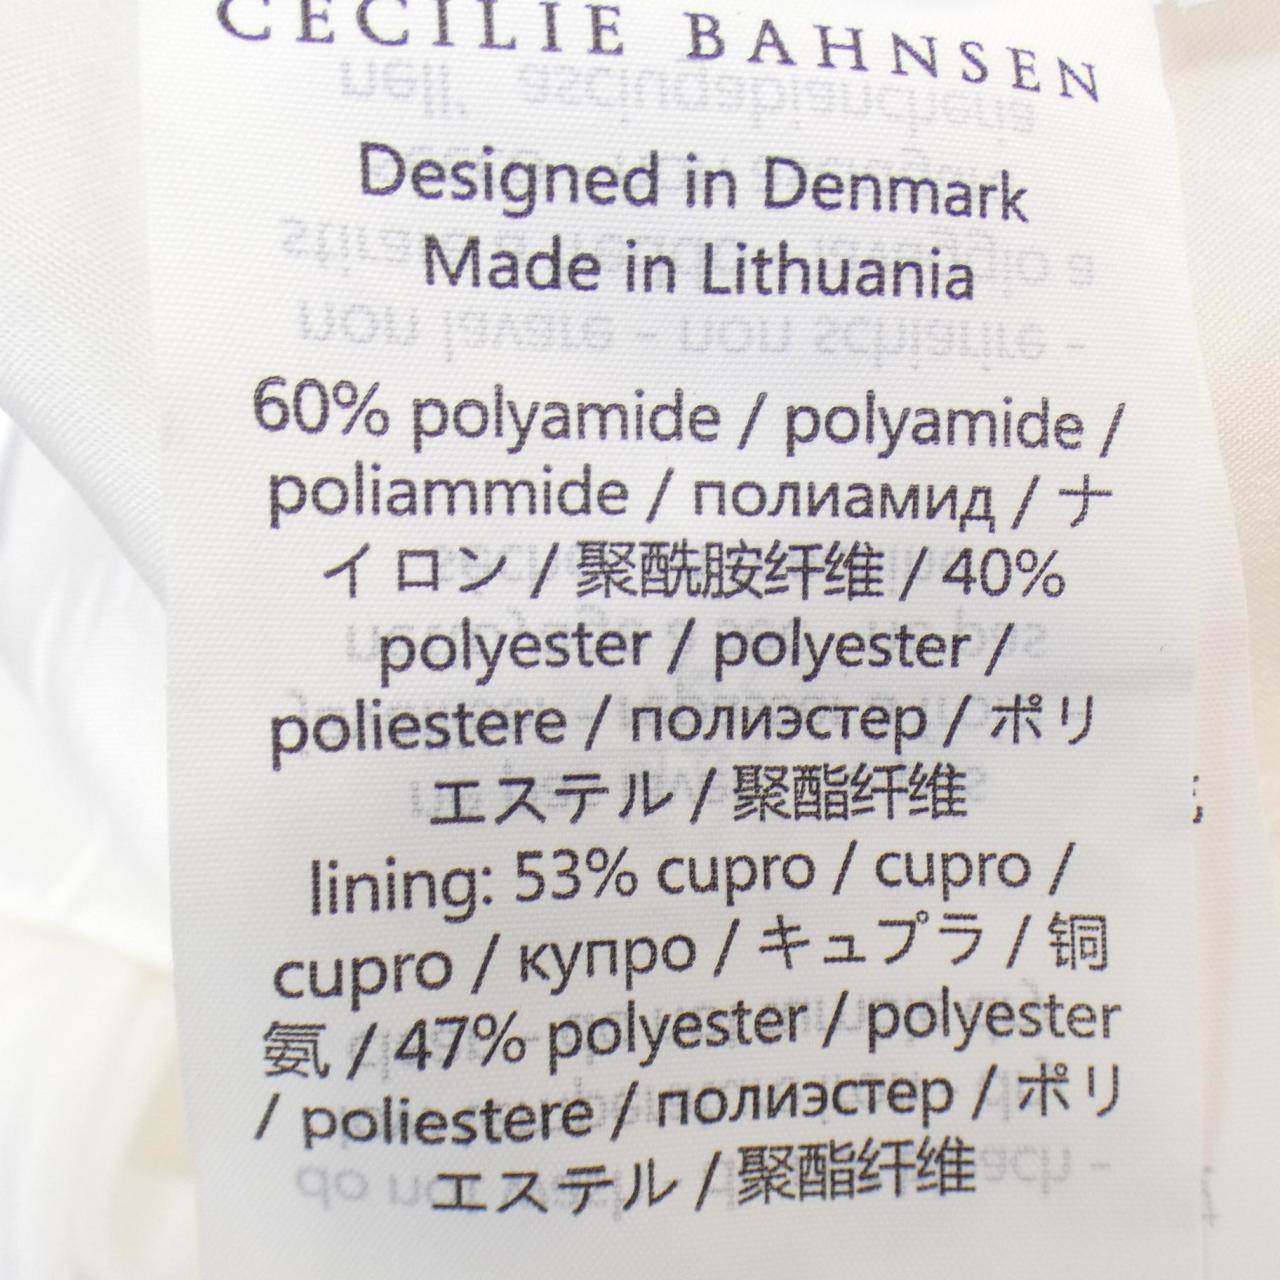 CECILIE BAHNSEN
Designed in Denmark
Made in Lithuania
60% polyamide / polyamide /
poliammide / полиамид / ナ
イロン / 聚酰胺纤维 / 40%
polyester / polyester /
poliestere / полиэстер / ポリ
エステル / 聚酯纤维
lining: 53% cupro / cupro /
cupro / купро / キュプラ / 铜
氨 / 47% polyester / polyester
/ poliestere / полиэстер / ポリ
エステル / 聚酯纤维